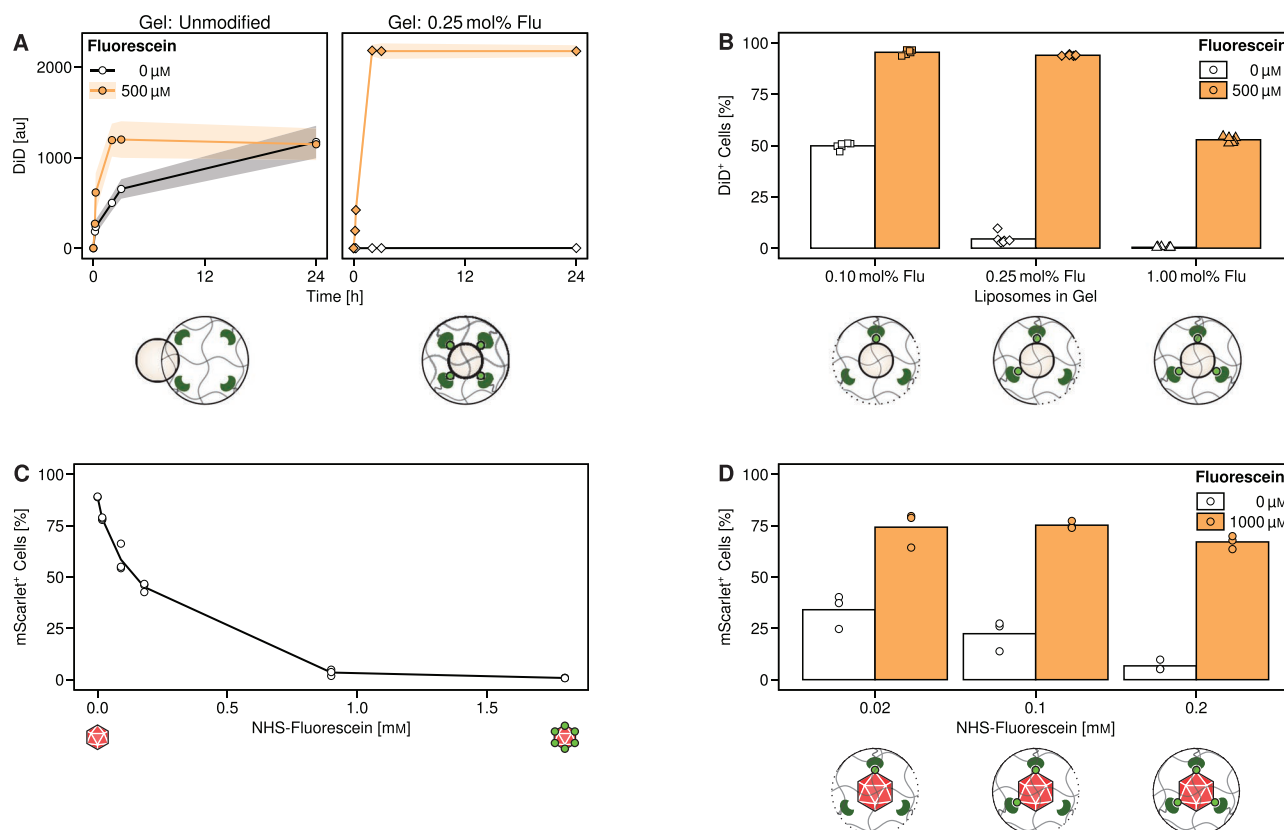 A
Gel: Unmodified
Gel: 0.25 mol% Flu
Fluorescein
0 µM
500 µM
DiD [au]
2000
1000
0
0
12
24
0
12
24
Time [h]
B
Fluorescein
0 µM
500 µM
DiD⁺ Cells [%]
100
75
50
25
0
0.10 mol% Flu
0.25 mol% Flu
1.00 mol% Flu
Liposomes in Gel
C
mScarlet⁺ Cells [%]
100
75
50
25
0
0.0
0.5
1.0
1.5
NHS-Fluorescein [mM]
D
Fluorescein
0 µM
1000 µM
mScarlet⁺ Cells [%]
100
75
50
25
0
0.02
0.1
0.2
NHS-Fluorescein [mM]